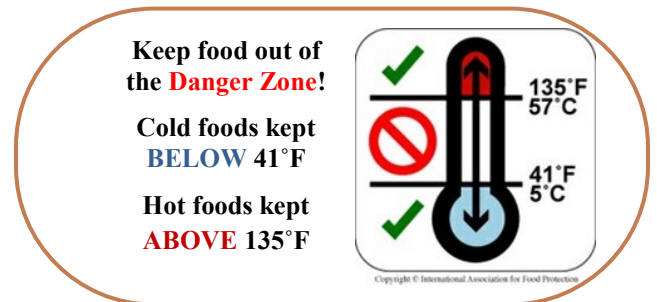 Keep food out of
the Danger Zone!
Cold foods kept
BELOW 41˚F
Hot foods kept
ABOVE 135˚F
135˚F
57˚C
41˚F
5˚C
Copyright © International Association for Food Protection